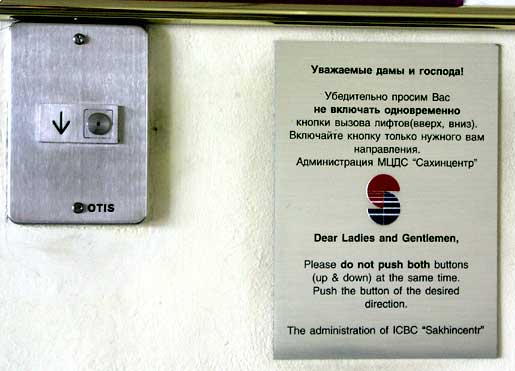 OTIS
Уважаемые дамы и господа!
Убедительно просим Вас
не включать одновременно
кнопки вызова лифтов(вверх, вниз).
Включайте кнопку только нужного вам
направления.
Администрация МЦДС "Сахинцентр"
Dear Ladies and Gentlemen,
Please do not push both buttons
(up & down) at the same time.
Push the button of the desired
direction.
The administration of ICBC "Sakhincentr"